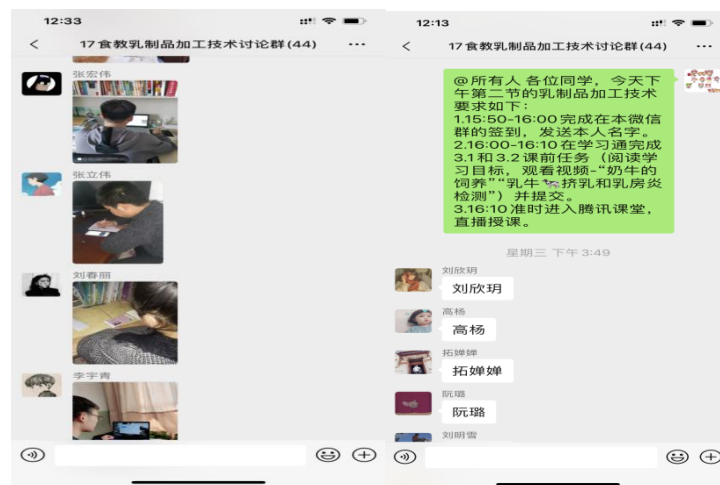 12:33
17食教乳制品加工技术讨论群(44)
张宏伟
张立伟
刘春丽
李宇青
12:13
17食教乳制品加工技术讨论群(44)
@所有人 各位同学，今天下
午第二节的乳制品加工技术
要求如下：
1.15:50-16:00完成在本微信
群的签到，发送本人名字。
2.16:00-16:10在学习通完成
3.1和3.2课前任务（阅读学
习目标，观看视频-“奶牛的
饲养”“乳牛🐄挤乳和乳房炎
检测”）并提交。
3.16:10准时进入腾讯课堂，
直播授课。
星期三 下午3:49
刘欣玥
刘欣玥
高杨
高杨
拓婵婵
拓婵婵
阮璐
阮璐
刘明雪